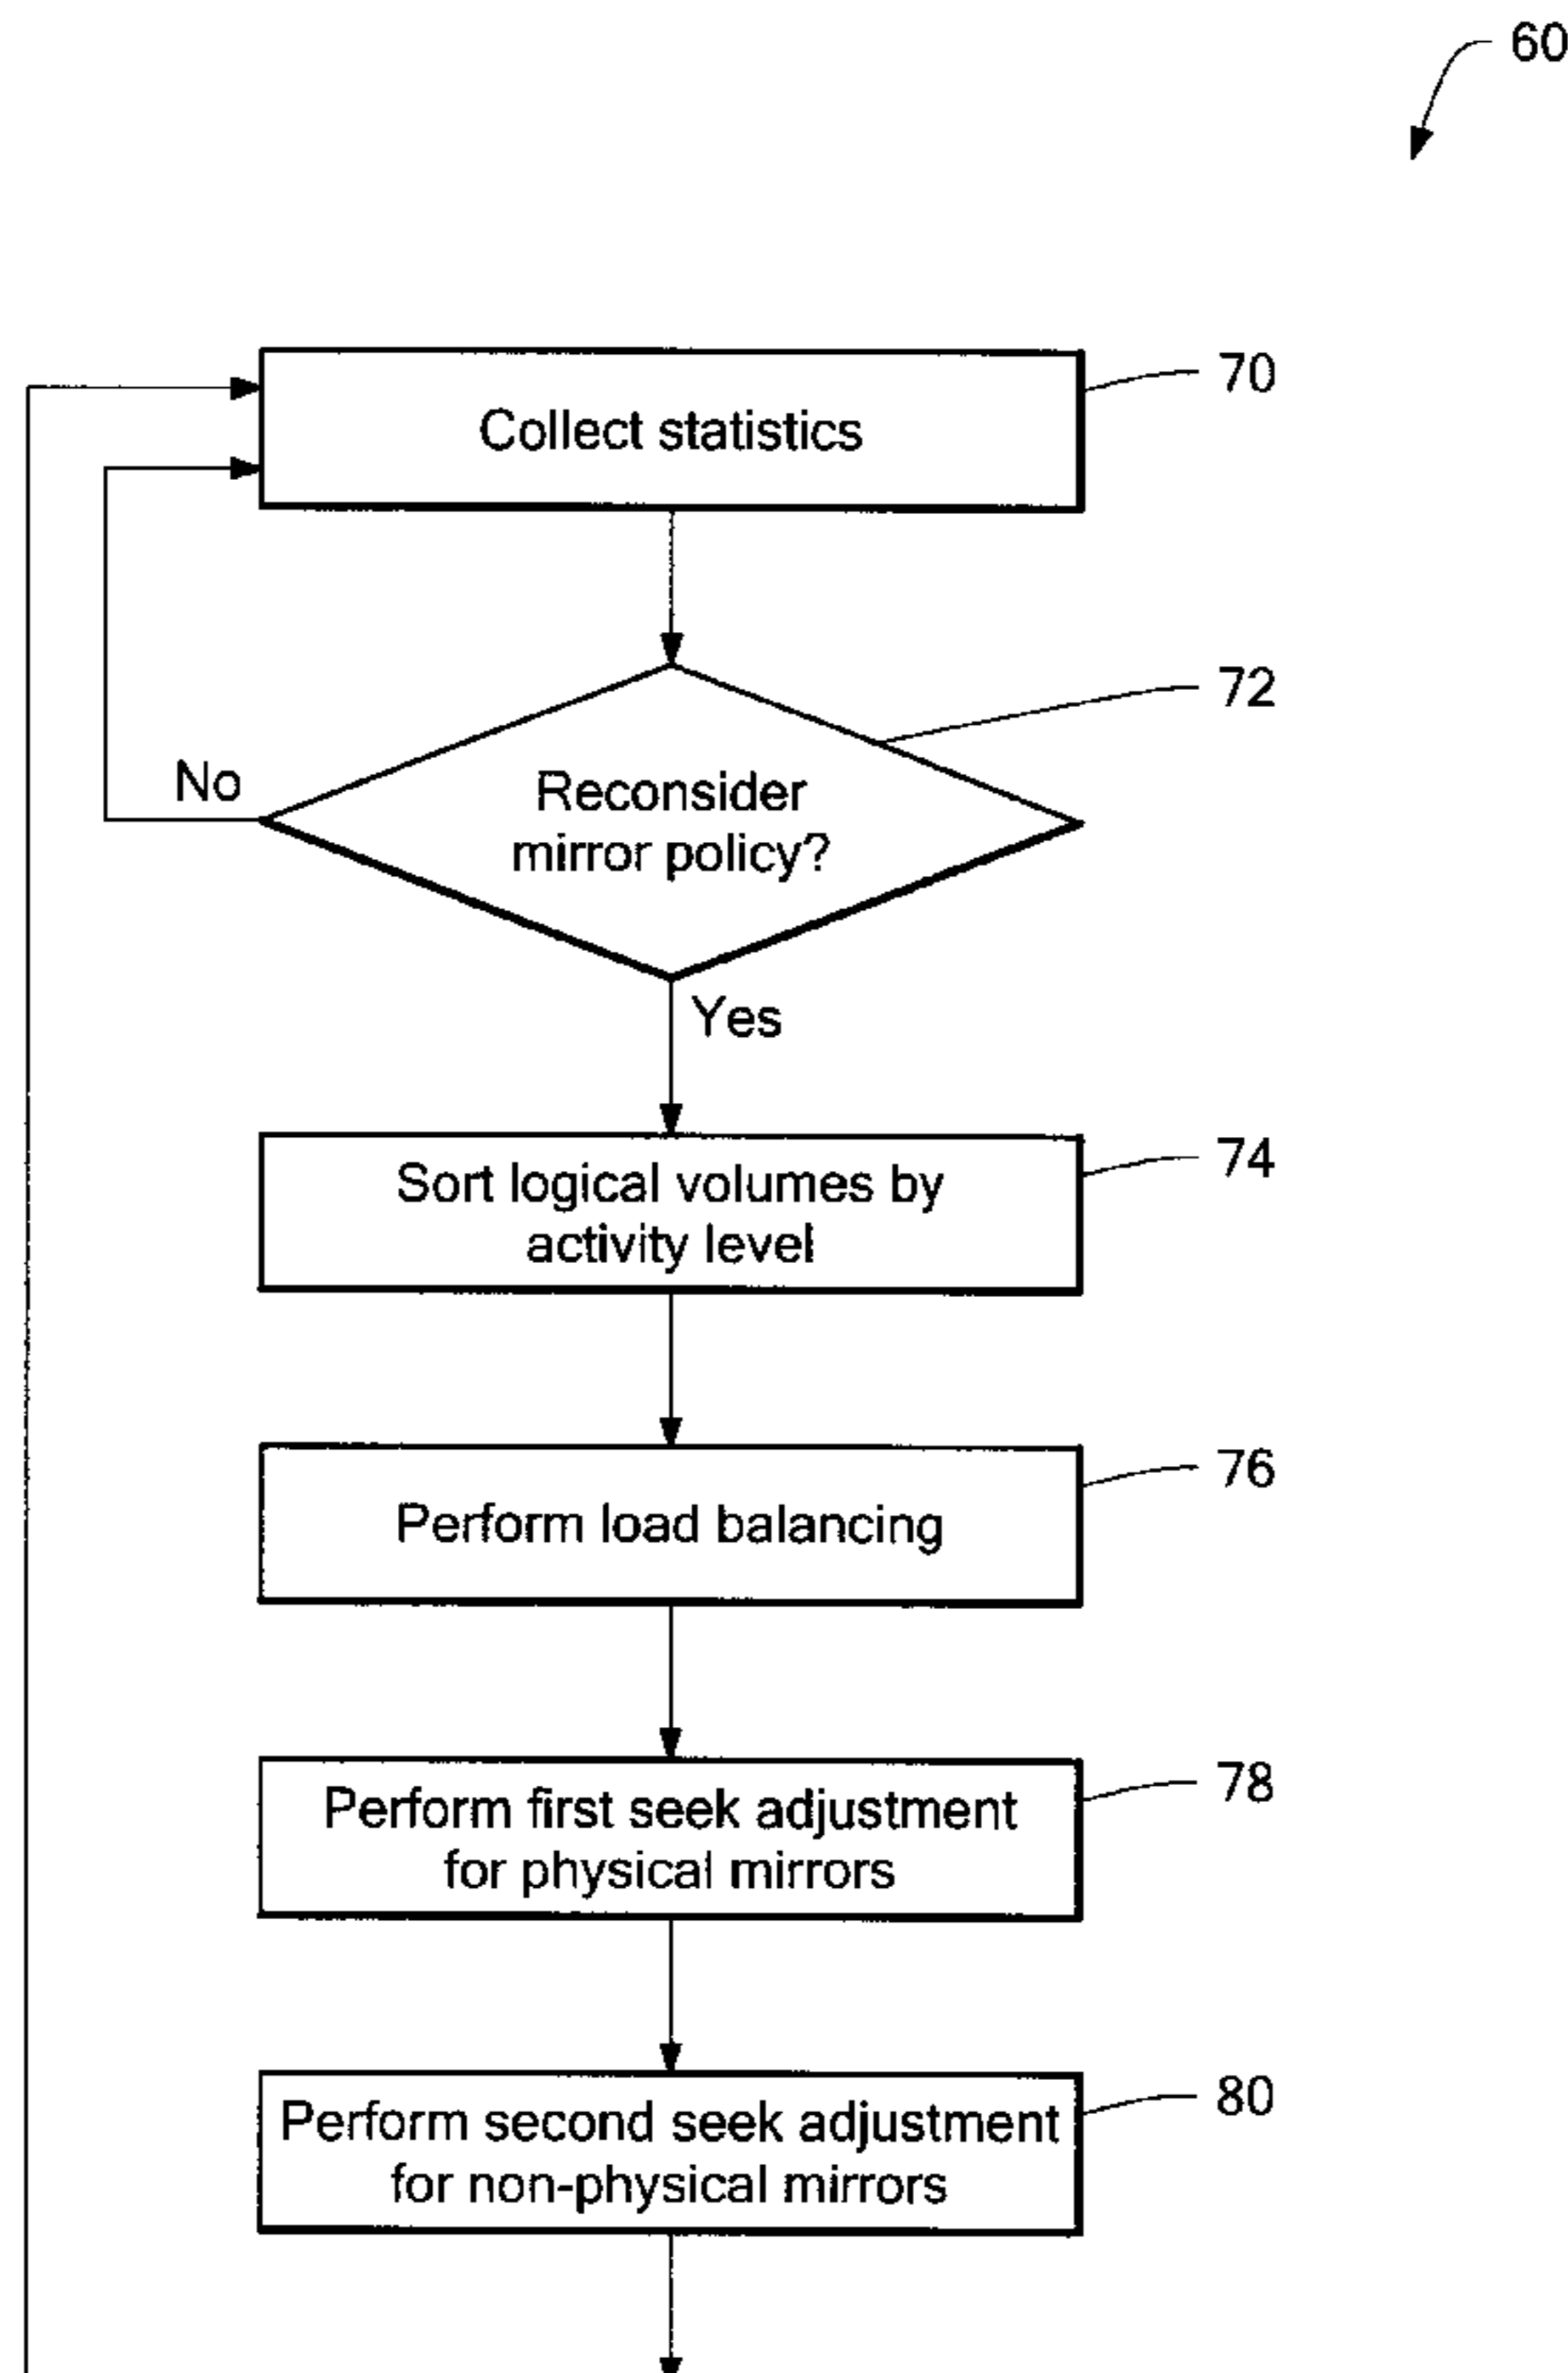 60
Collect statistics
70
Reconsider
mirror policy?
72
No
Yes
Sort logical volumes by
activity level
74
Perform load balancing
76
Perform first seek adjustment
for physical mirrors
78
Perform second seek adjustment
for non-physical mirrors
80